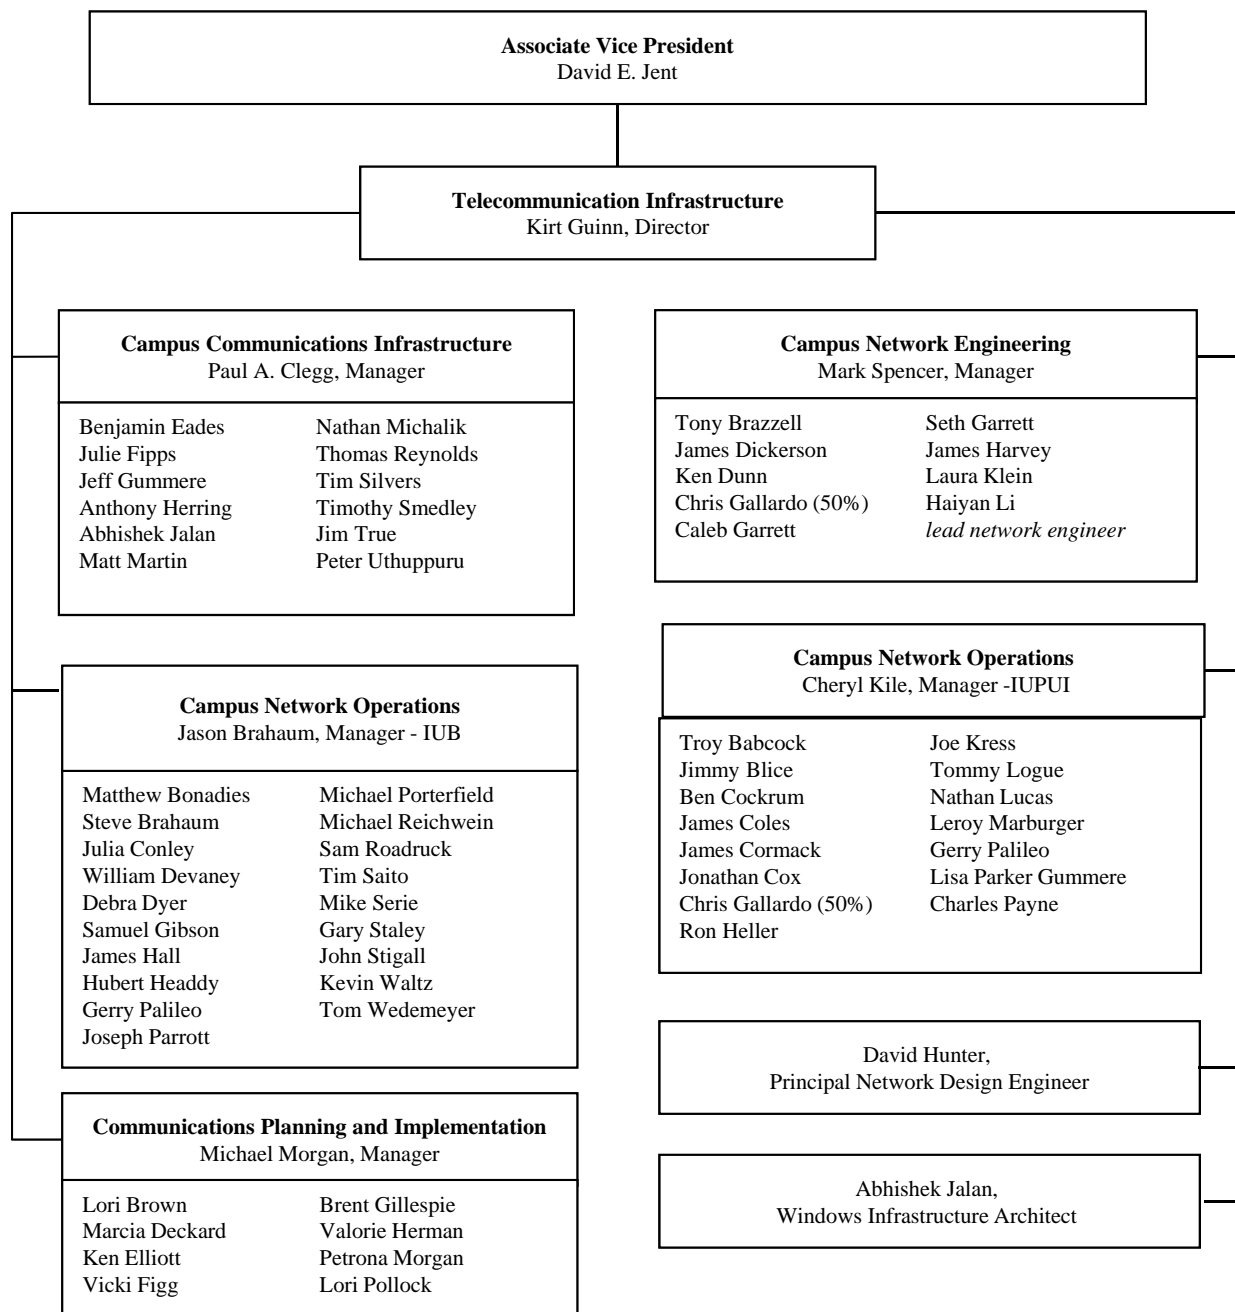 Associate Vice President
David E. Jent
Telecommunication Infrastructure
Kirt Guinn, Director
Campus Communications Infrastructure
Paul A. Clegg, Manager
Benjamin Eades
Julie Fipps
Jeff Gummere
Anthony Herring
Abhishek Jalan
Matt Martin
Nathan Michalik
Thomas Reynolds
Tim Silvers
Timothy Smedley
Jim True
Peter Uthuppuru
Campus Network Operations
Jason Brahaum, Manager - IUB
Matthew Bonadies
Steve Brahaum
Julia Conley
William Devaney
Debra Dyer
Samuel Gibson
James Hall
Hubert Headdy
Gerry Palileo
Joseph Parrott
Michael Porterfield
Michael Reichwein
Sam Roadruck
Tim Saito
Mike Serie
Gary Staley
John Stigall
Kevin Waltz
Tom Wedemeyer
Communications Planning and Implementation
Michael Morgan, Manager
Lori Brown
Marcia Deckard
Ken Elliott
Vicki Figg
Brent Gillespie
Valorie Herman
Petrona Morgan
Lori Pollock
Campus Network Engineering
Mark Spencer, Manager
Tony Brazzell
James Dickerson
Ken Dunn
Chris Gallardo (50%)
Caleb Garrett
Seth Garrett
James Harvey
Laura Klein
Haiyan Li
lead network engineer
Campus Network Operations
Cheryl Kile, Manager -IUPUI
Troy Babcock
Jimmy Blice
Ben Cockrum
James Coles
James Cormack
Jonathan Cox
Chris Gallardo (50%)
Ron Heller
Joe Kress
Tommy Logue
Nathan Lucas
Leroy Marburger
Gerry Palileo
Lisa Parker Gummere
Charles Payne
David Hunter,
Principal Network Design Engineer
Abhishek Jalan,
Windows Infrastructure Architect